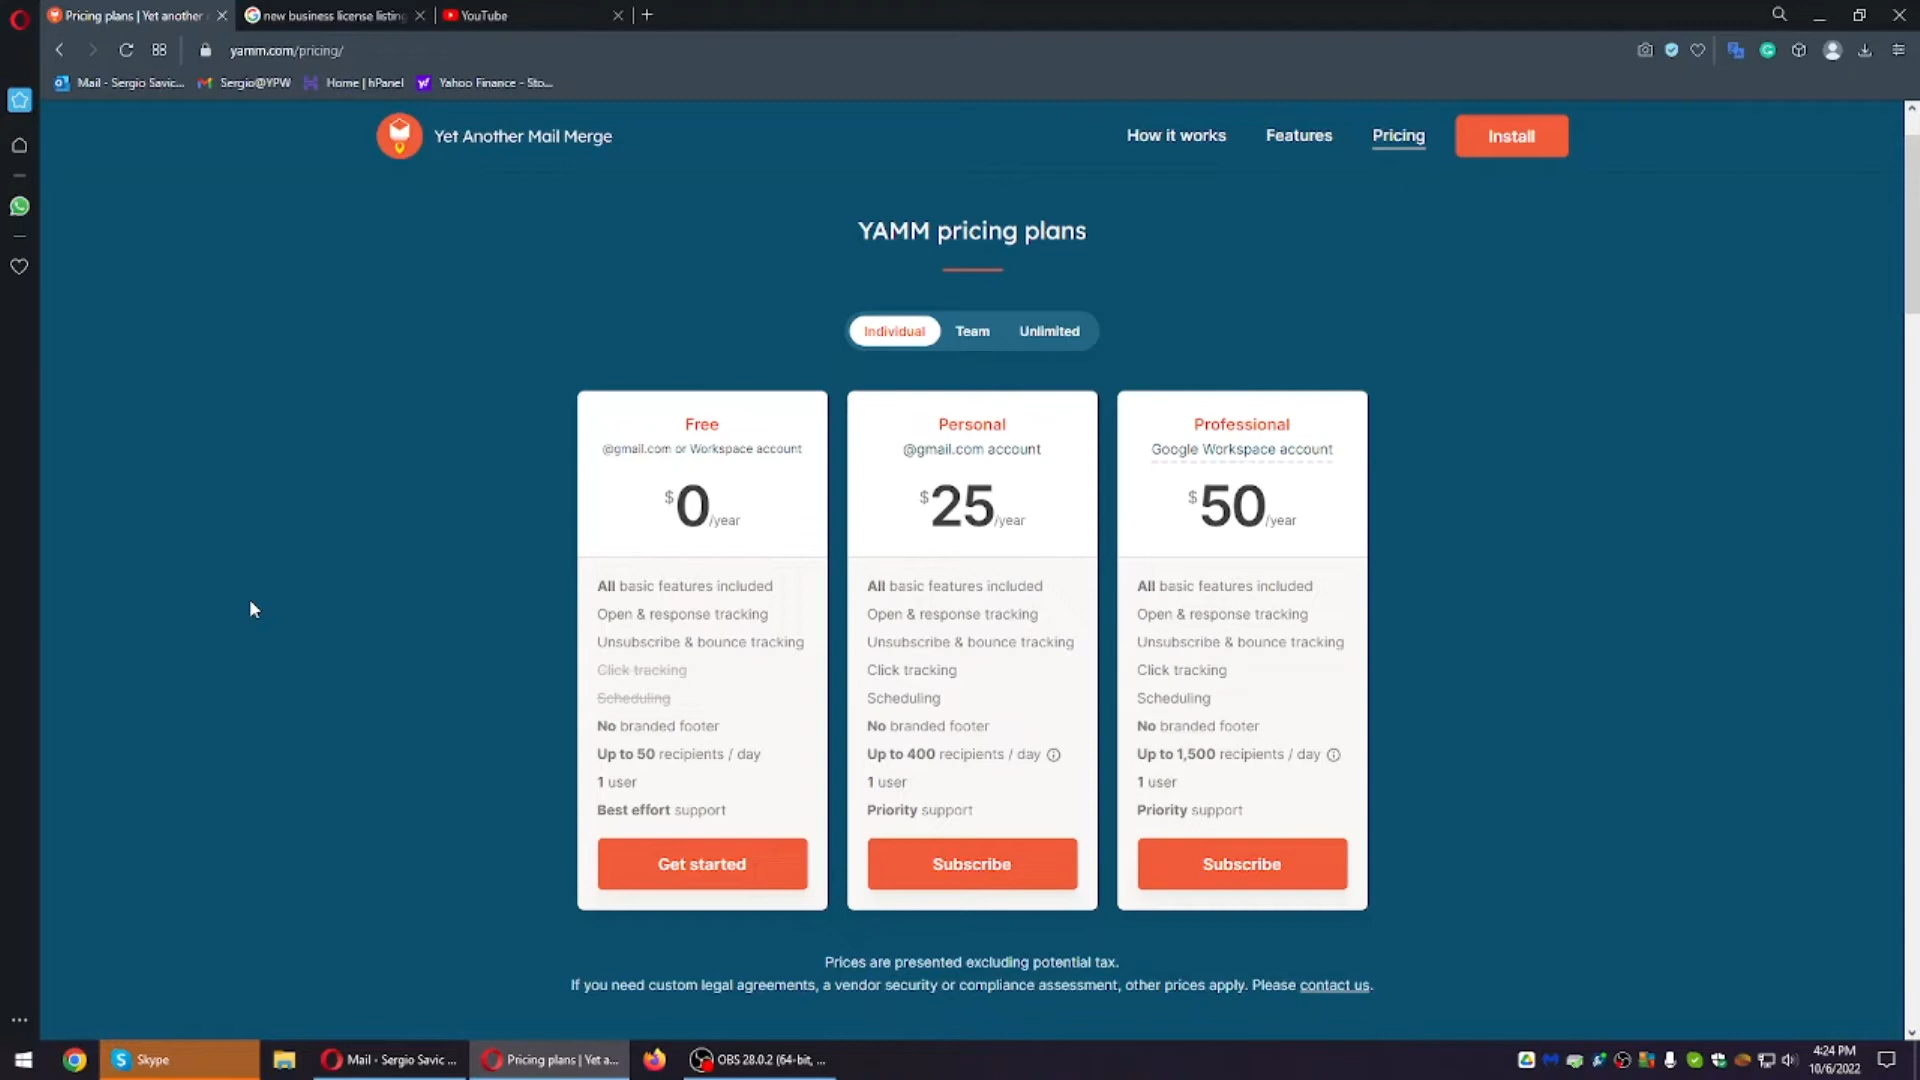 Pricing plans | Yet another
new business license listing
YouTube
yamm.com/pricing/
Mail - Sergio Savic...
Sergio@YPW
Home | hPanel
Yahoo Finance - Sto...
Yet Another Mail Merge
How it works
Features
Pricing
Install
YAMM pricing plans
Individual
Team
Unlimited
Free
@gmail.com or Workspace account
$0/year
All basic features included
Open & response tracking
Unsubscribe & bounce tracking
Click tracking
Scheduling
No branded footer
Up to 50 recipients / day
1 user
Best effort support
Get started
Personal
@gmail.com account
$25/year
All basic features included
Open & response tracking
Unsubscribe & bounce tracking
Click tracking
Scheduling
No branded footer
Up to 400 recipients / day
1 user
Priority support
Subscribe
Professional
Google Workspace account
$50/year
All basic features included
Open & response tracking
Unsubscribe & bounce tracking
Click tracking
Scheduling
No branded footer
Up to 1,500 recipients / day
1 user
Priority support
Subscribe
Prices are presented excluding potential tax.
If you need custom legal agreements, a vendor security or compliance assessment, other prices apply. Please contact us.
Skype
Mail - Sergio Savic ...
Pricing plans | Yet a...
OBS 28.0.2 (64-bit, ...
4:24 PM
10/6/2022